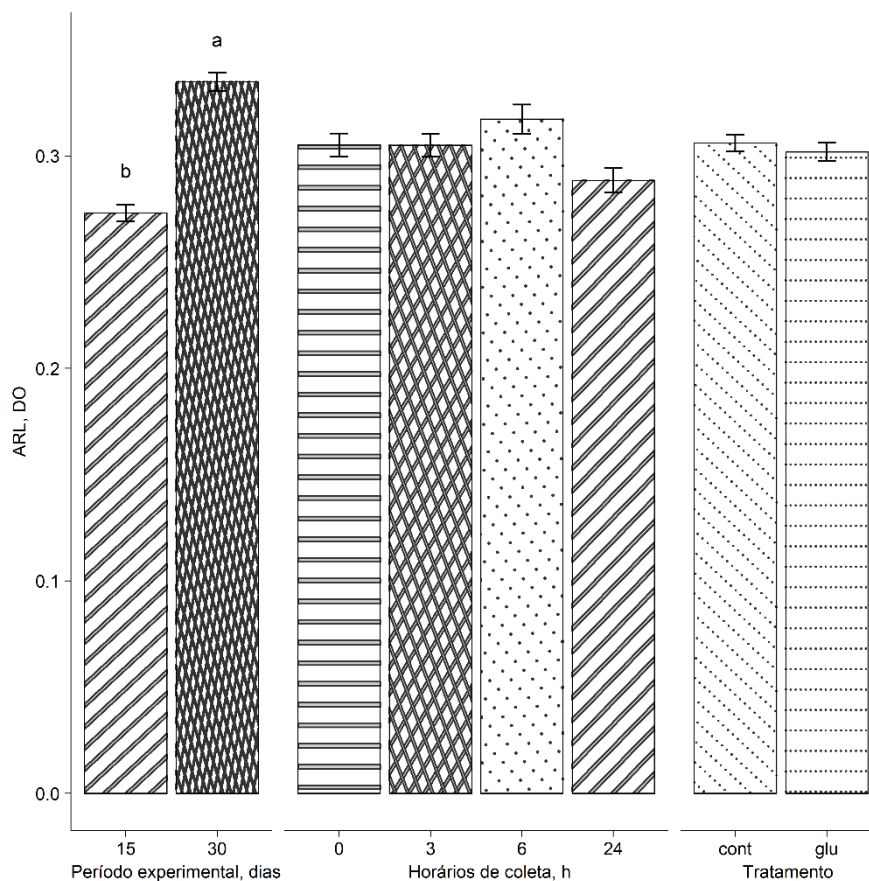 a
b
0.3
0.2
0.1
0.0
ARL, DO
15 30 0 3 6 24 cont glu
Período experimental, dias Horários de coleta, h Tratamento